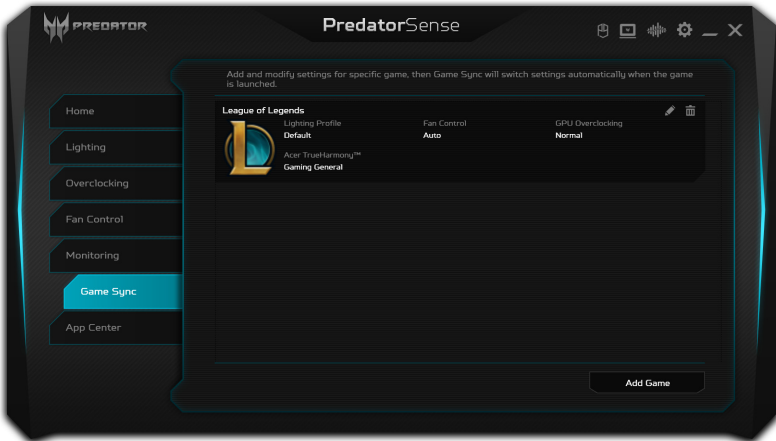 PREDATOR
PredatorSense
Add and modify settings for specific game, then Game Sync will switch settings automatically when the game
is launched.
Home
Lighting
Overclocking
Fan Control
Monitoring
Game Sync
App Center
League of Legends
Lighting Profile
Default
Fan Control
Auto
GPU Overclocking
Normal
Acer TrueHarmony™
Gaming General
Add Game